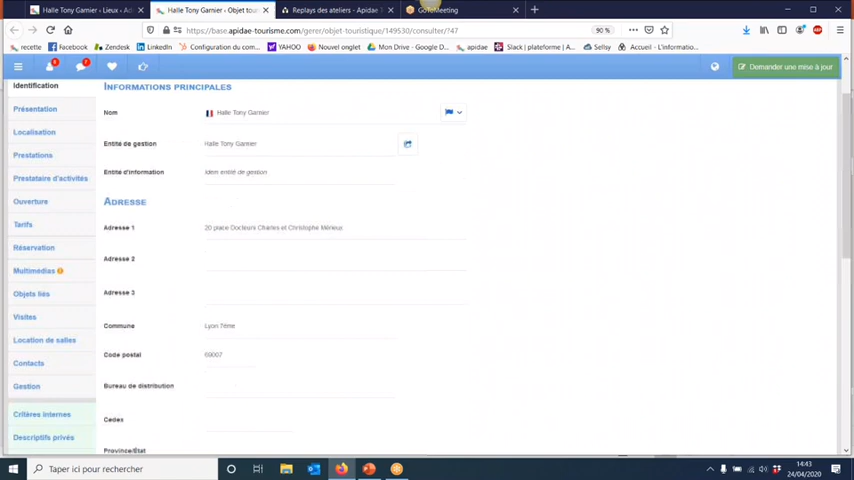 Halle Tony Garnier ‹ Lieux ‹ Ad
Halle Tony Garnier ‹ Objet tour
Replays des ateliers - Apidae T
GoToMeeting
https://base.apidae-tourisme.com/gerer/objet-touristique/149530/consulter/?47
90 %
recette
Facebook
Zendesk
LinkedIn
Configuration du com...
YAHOO
Nouvel onglet
Mon Drive - Google D...
apidae
Slack | plateforme | A...
Sellsy
Accueil - L'informatio...
Demander une mise à jour
Identification
Présentation
Localisation
Prestations
Prestataire d'activités
Ouverture
Tarifs
Réservation
Multimédias
Objets liés
Visites
Location de salles
Contacts
Gestion
Critères internes
Descriptifs privés
INFORMATIONS PRINCIPALES
Nom
Halle Tony Garnier
Entité de gestion
Halle Tony Garnier
Entité d'information
Idem entité de gestion
ADRESSE
Adresse 1
20 place Docteurs Charles et Christophe Mérieux
Adresse 2
Adresse 3
Commune
Lyon 7ème
Code postal
69007
Bureau de distribution
Cedex
Province/État
Taper ici pour rechercher
14:43
24/04/2020